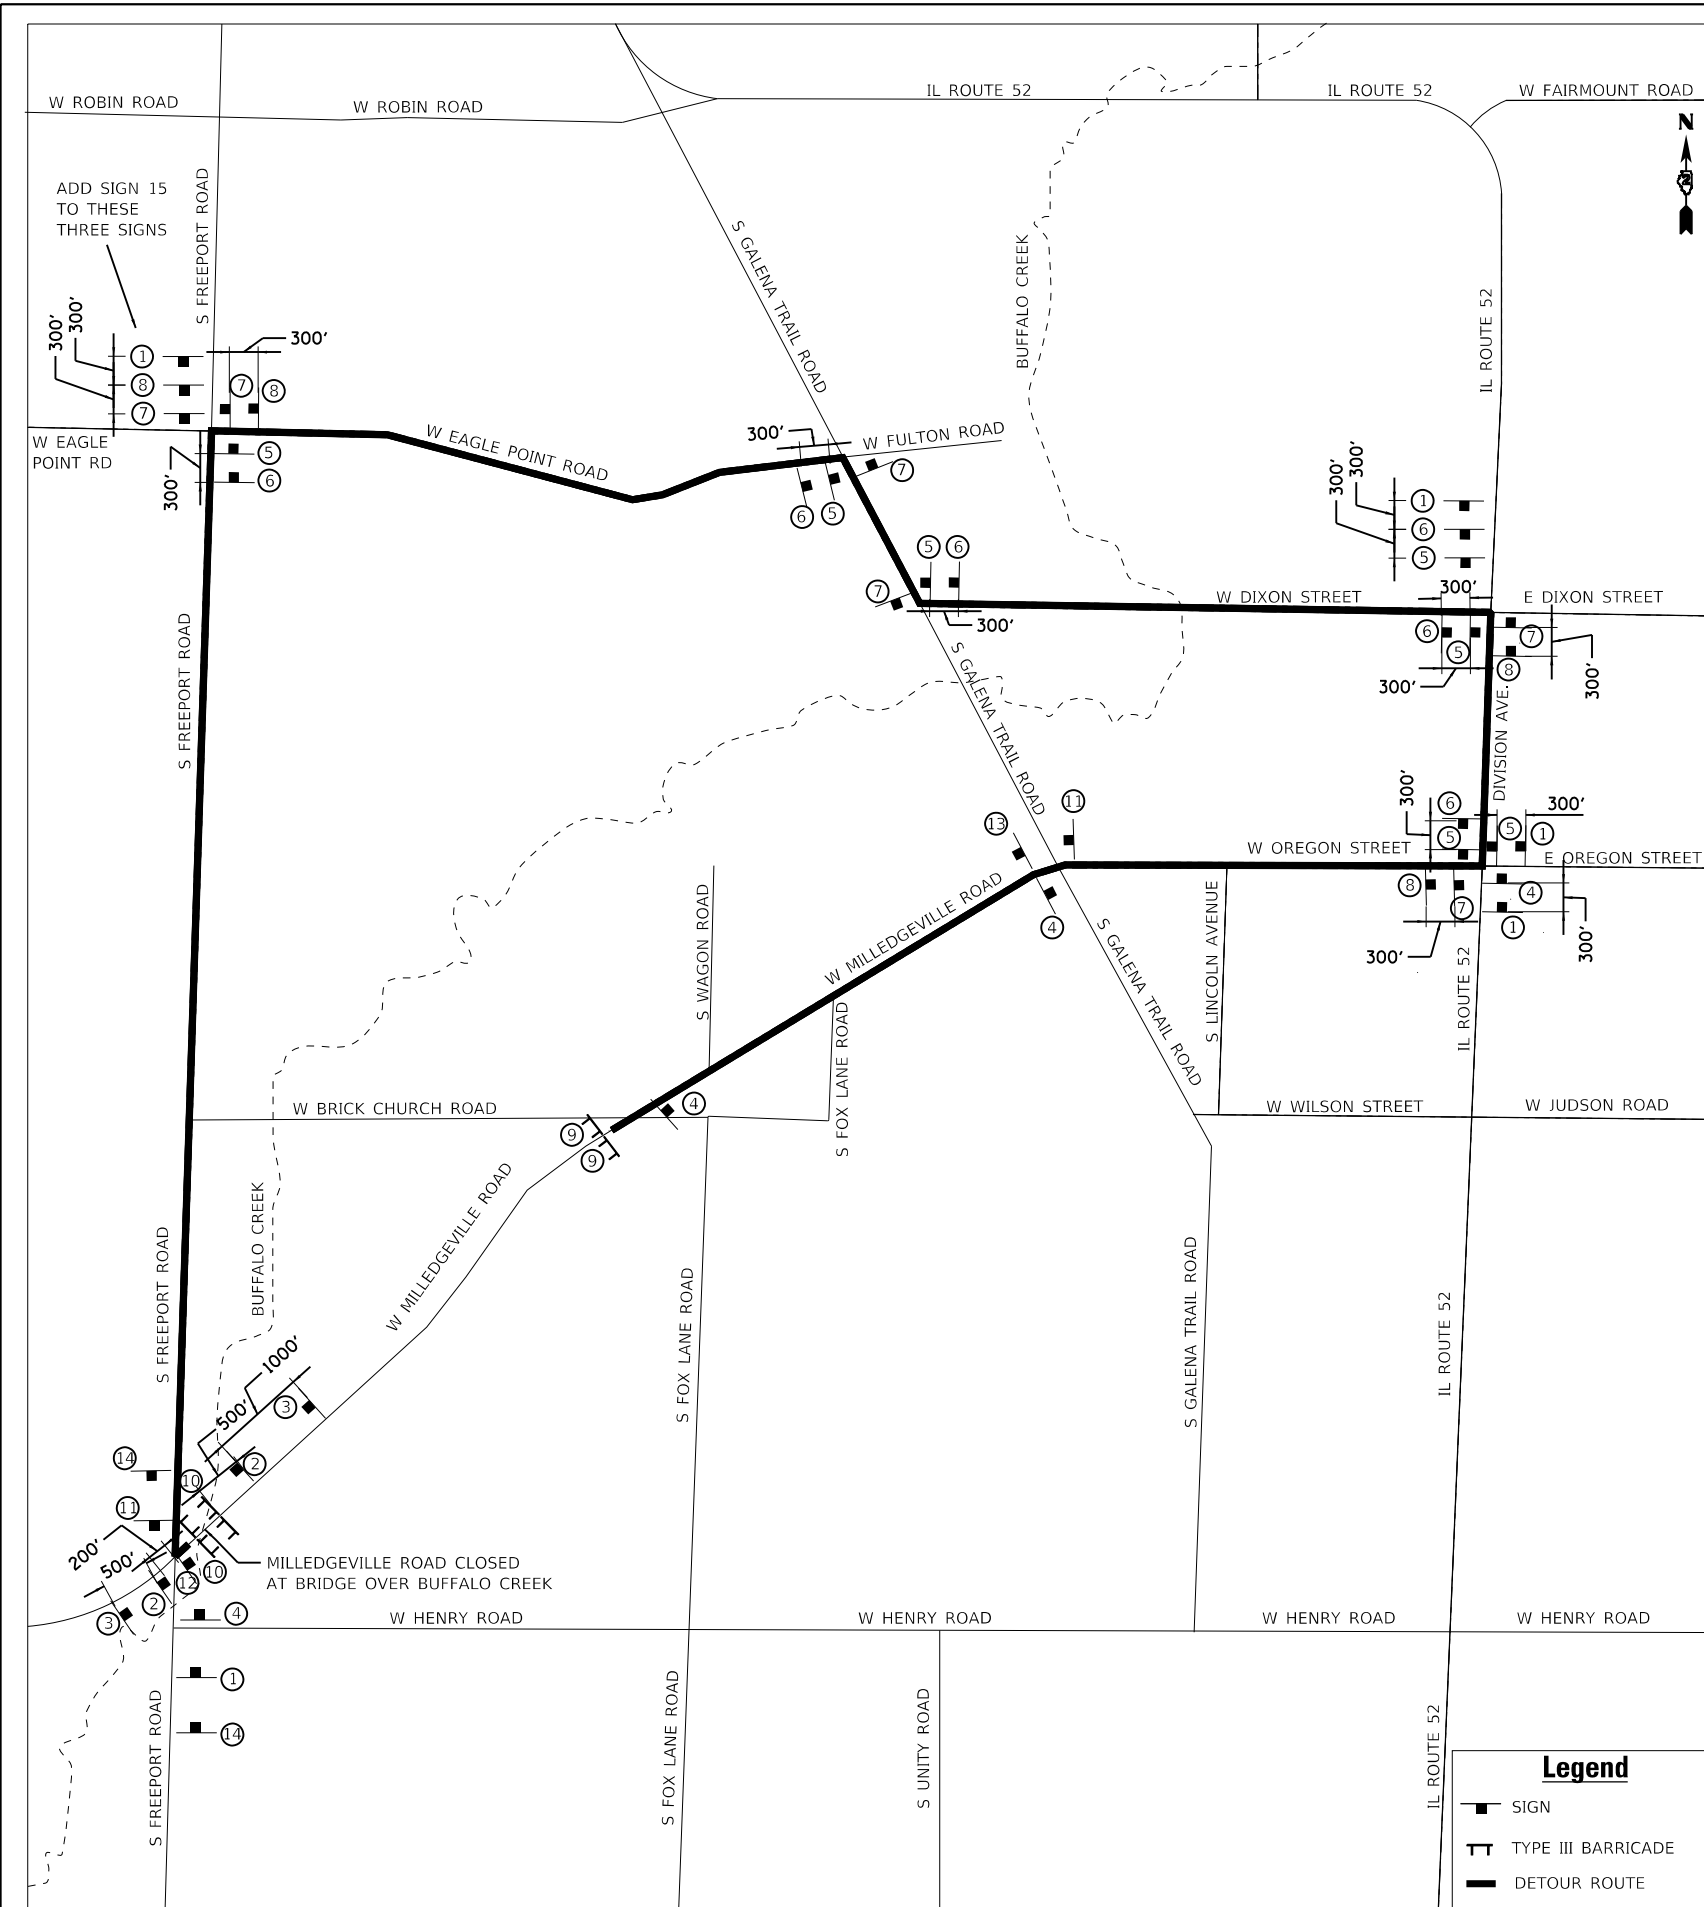 W ROBIN ROAD
W ROBIN ROAD
IL ROUTE 52
IL ROUTE 52
W FAIRMOUNT ROAD
N
ADD SIGN 15
TO THESE
THREE SIGNS
S FREEPORT ROAD
S GALENA TRAIL ROAD
BUFFALO CREEK
IL ROUTE 52
300'
300'
1
8
7
300'
7
8
W EAGLE
POINT RD
300'
5
6
W EAGLE POINT ROAD
300'
W FULTON ROAD
6
5
7
5
6
7
300'
300'
300'
1
6
5
300'
W DIXON STREET
E DIXON STREET
6
5
7
8
300'
300'
S FREEPORT ROAD
S GALENA TRAIL ROAD
DIVISION AVE.
13
11
300'
6
5
5
1
300'
W OREGON STREET
E OREGON STREET
8
7
4
1
300'
300'
4
W MILLEDGEVILLE ROAD
S WAGON ROAD
S FOX LANE ROAD
S GALENA TRAIL ROAD
S LINCOLN AVENUE
IL ROUTE 52
W BRICK CHURCH ROAD
4
9
9
W WILSON STREET
W JUDSON ROAD
BUFFALO CREEK
W MILLEDGEVILLE ROAD
S FREEPORT ROAD
S FOX LANE ROAD
S GALENA TRAIL ROAD
IL ROUTE 52
1000'
500'
3
2
14
10
11
200'
500'
12
10
2
3
MILLEDGEVILLE ROAD CLOSED
AT BRIDGE OVER BUFFALO CREEK
4
W HENRY ROAD
W HENRY ROAD
W HENRY ROAD
W HENRY ROAD
1
14
S FREEPORT ROAD
S FOX LANE ROAD
S UNITY ROAD
IL ROUTE 52
Legend
SIGN
TYPE III BARRICADE
DETOUR ROUTE